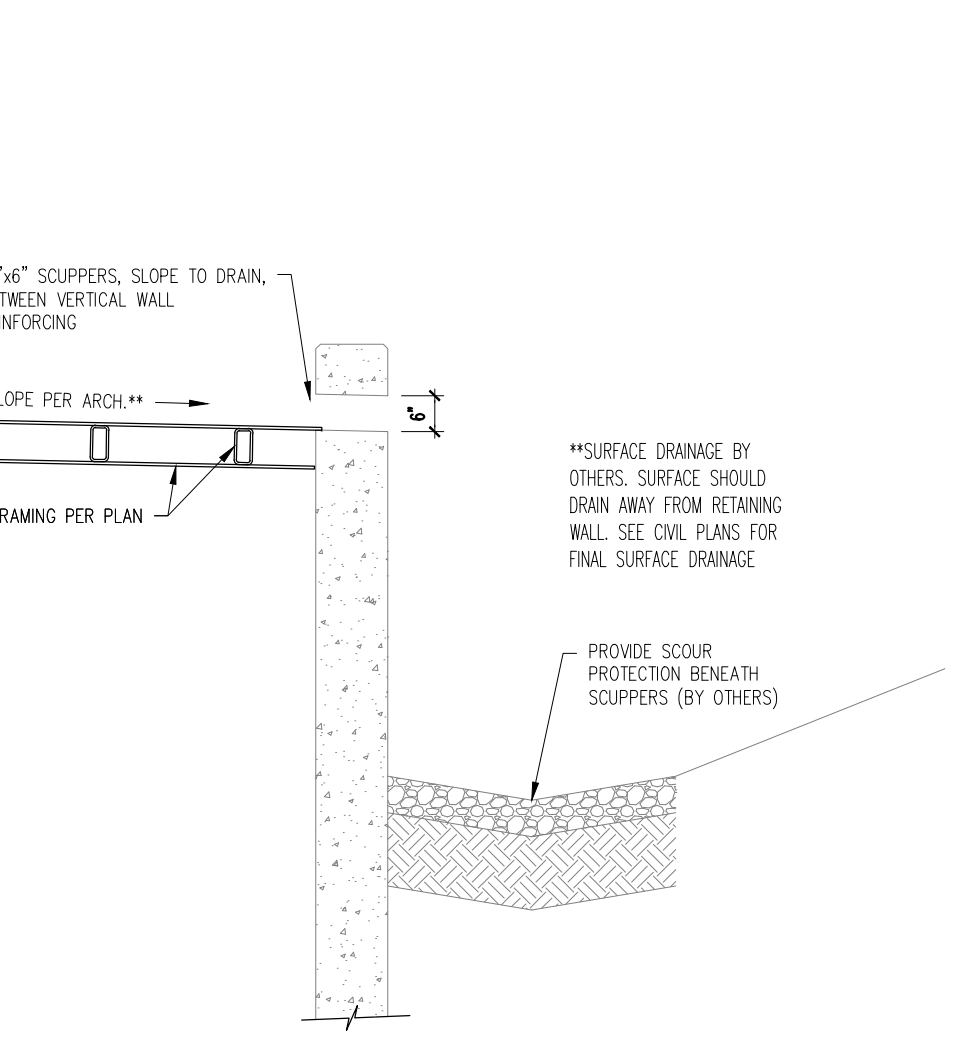 "x6" SCUPPERS, SLOPE TO DRAIN,
TWEEN VERTICAL WALL
INFORCING
LOPE PER ARCH.**
6"
RAMING PER PLAN
**SURFACE DRAINAGE BY
OTHERS. SURFACE SHOULD
DRAIN AWAY FROM RETAINING
WALL. SEE CIVIL PLANS FOR
FINAL SURFACE DRAINAGE
PROVIDE SCOUR
PROTECTION BENEATH
SCUPPERS (BY OTHERS)